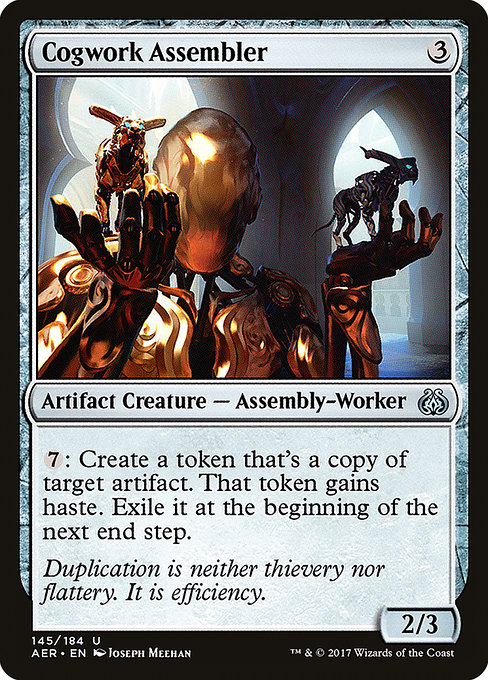 Cogwork Assembler 3
Artifact Creature — Assembly-Worker
7: Create a token that's a copy of
target artifact. That token gains
haste. Exile it at the beginning of the
next end step.
Duplication is neither thievery nor
flattery. It is efficiency.
2/3
145/184 U
AER • EN Joseph Meehan
™ & © 2017 Wizards of the Coast